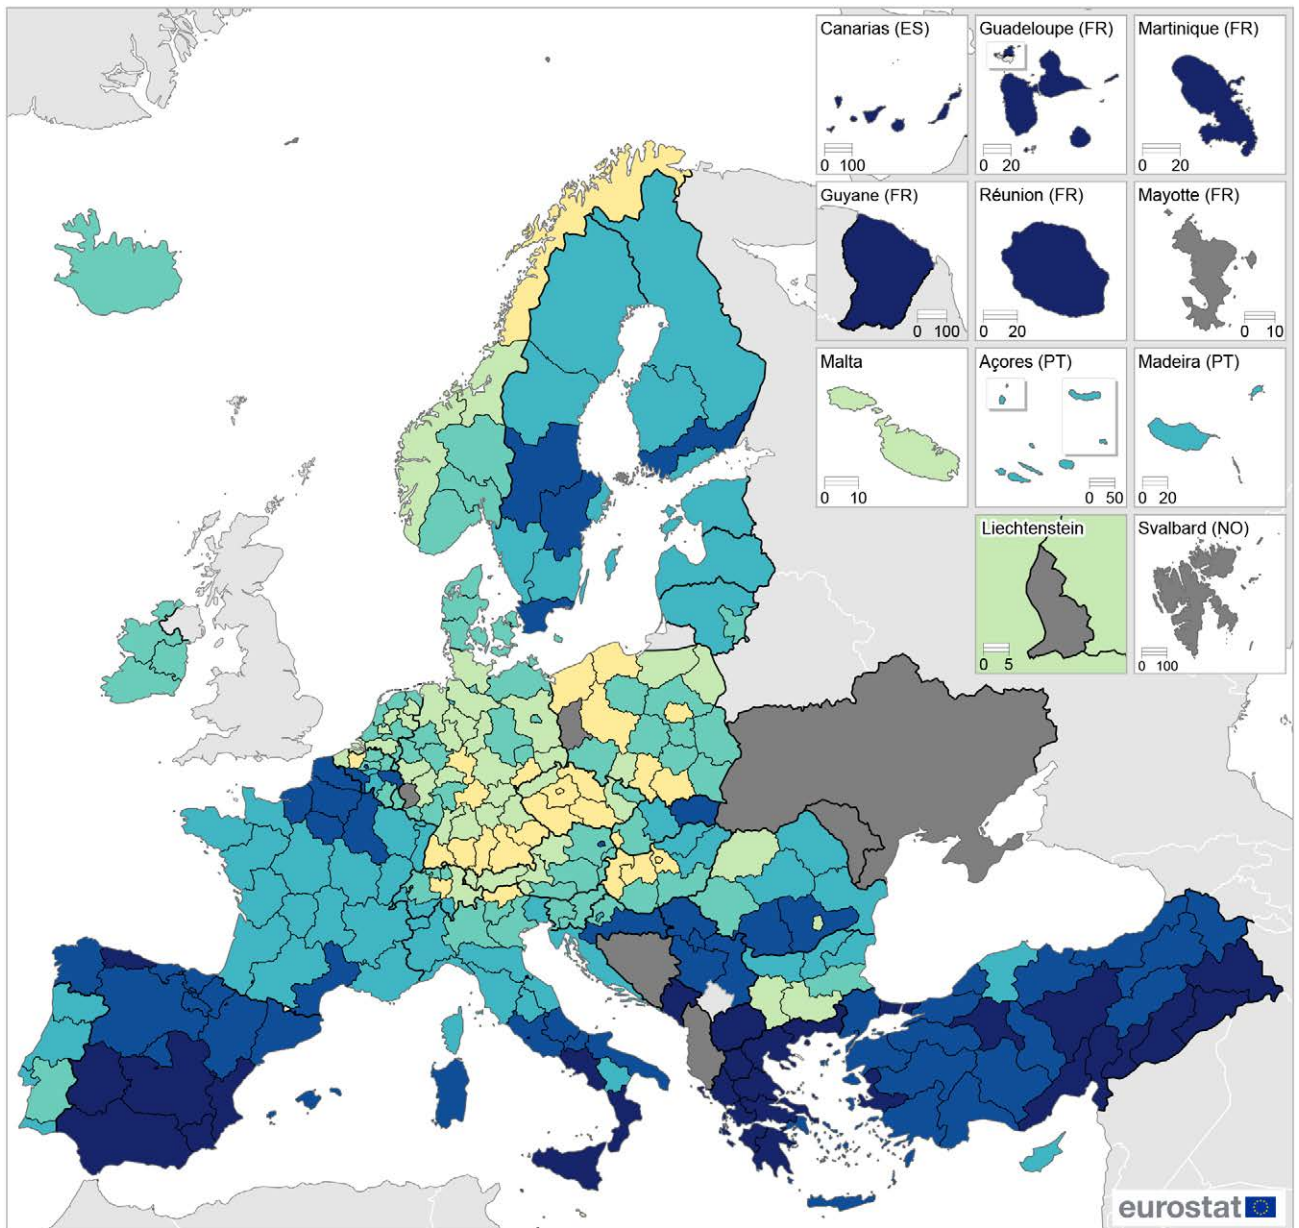 Canarias (ES)
0 100
Guadeloupe (FR)
0 20
Martinique (FR)
0 20
Guyane (FR)
0 100
Réunion (FR)
0 20
Mayotte (FR)
0 10
Malta
0 10
Açores (PT)
0 50
Madeira (PT)
0 20
Liechtenstein
0 5
Svalbard (NO)
0 100
eurostat